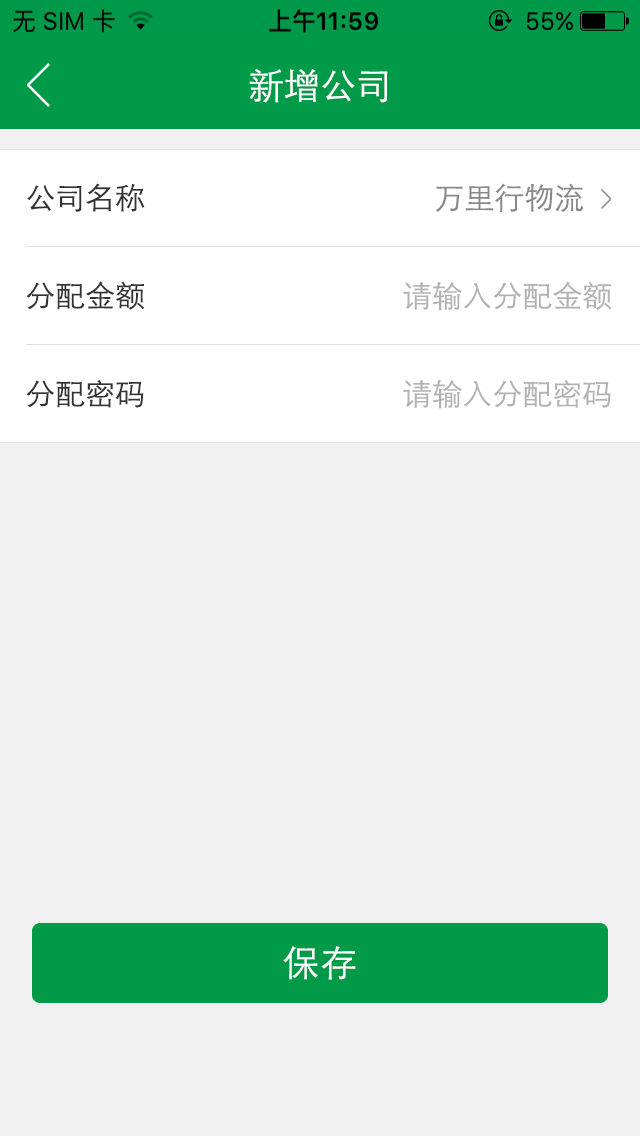 无 SIM 卡 上午11:59 55%
新增公司
公司名称 万里行物流
分配金额 请输入分配金额
分配密码 请输入分配密码
保存